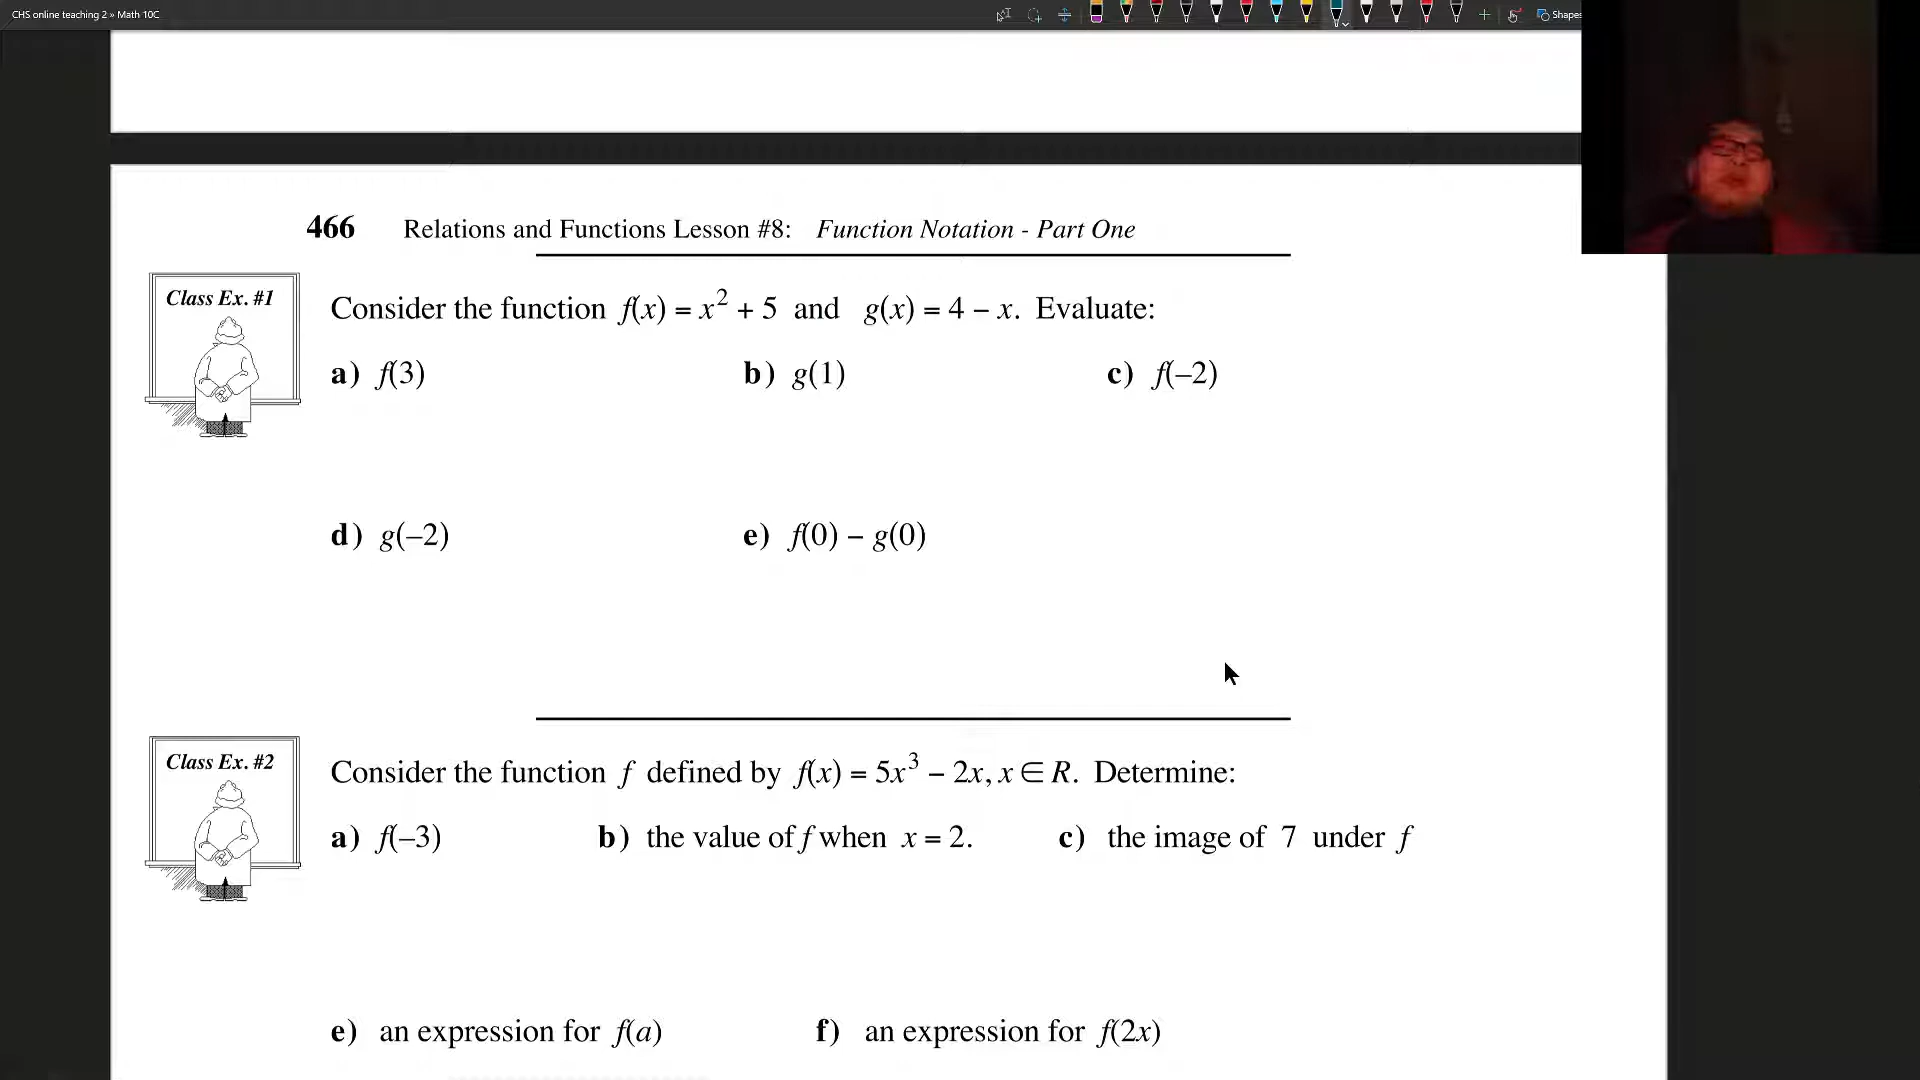 CHS online teaching 2 » Math 10C
Shapes
466 Relations and Functions Lesson #8: Function Notation - Part One
Class Ex. #1
Consider the function f(x) = x² + 5 and g(x) = 4 – x. Evaluate:
a) f(3) b) g(1) c) f(–2)
d) g(–2) e) f(0) – g(0)
Class Ex. #2
Consider the function f defined by f(x) = 5x³ – 2x, x ∈ R. Determine:
a) f(–3) b) the value of f when x = 2. c) the image of 7 under f
e) an expression for f(a) f) an expression for f(2x)